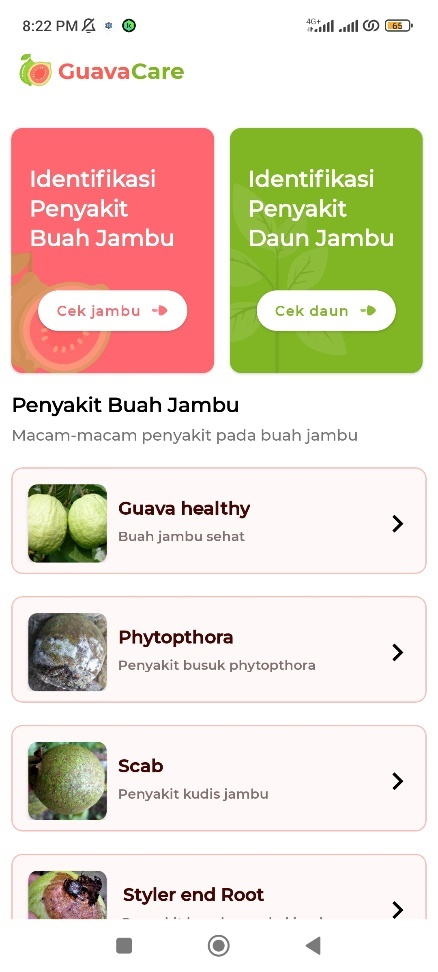 8:22 PM 4G+ 65
GuavaCare
Identifikasi
Penyakit
Buah Jambu
Cek jambu
Identifikasi
Penyakit
Daun Jambu
Cek daun
Penyakit Buah Jambu
Macam-macam penyakit pada buah jambu
Guava healthy
Buah jambu sehat
Phytopthora
Penyakit busuk phytopthora
Scab
Penyakit kudis jambu
Styler end Root